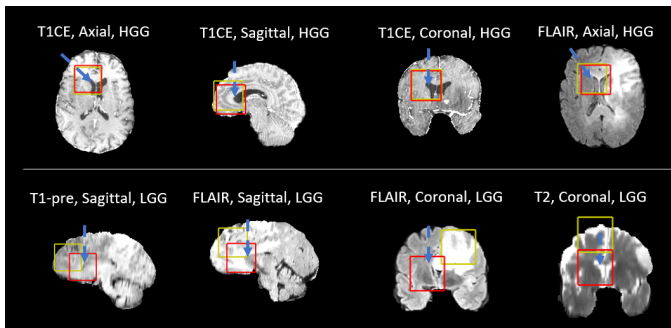 T1CE, Axial, HGG
T1CE, Sagittal, HGG
T1CE, Coronal, HGG
FLAIR, Axial, HGG
T1-pre, Sagittal, LGG
FLAIR, Sagittal, LGG
FLAIR, Coronal, LGG
T2, Coronal, LGG